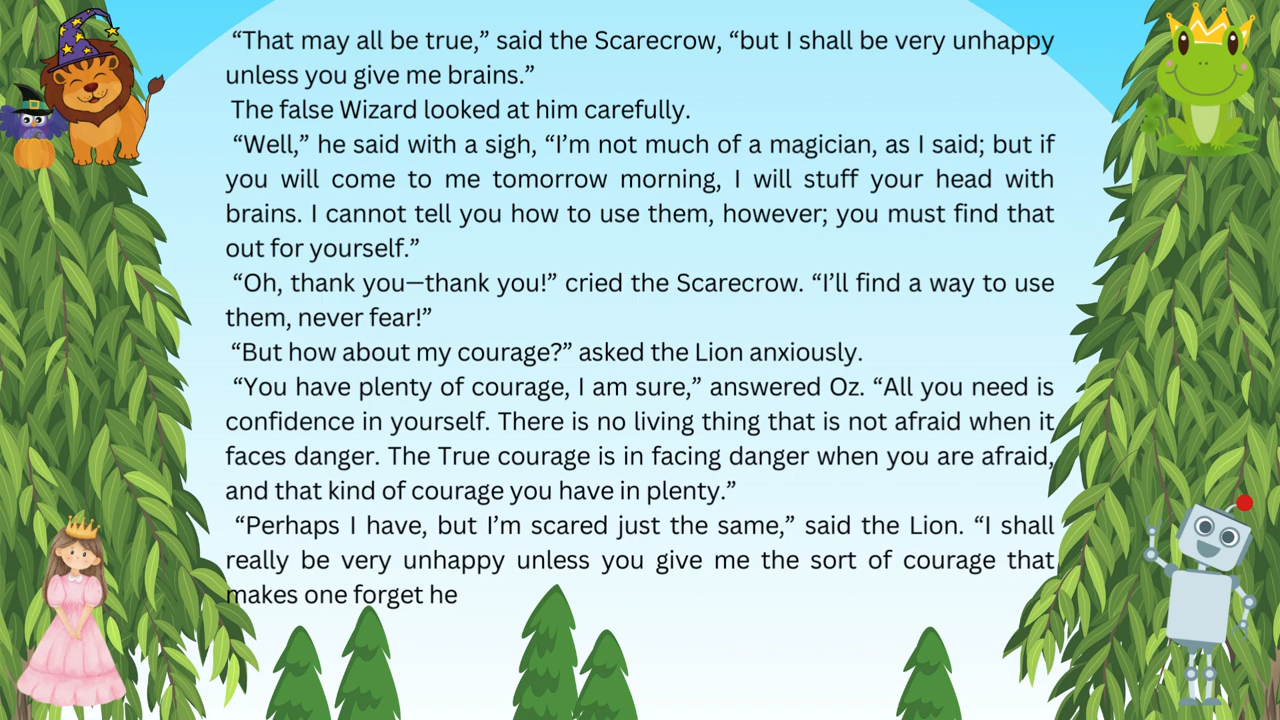 “That may all be true,” said the Scarecrow, “but I shall be very unhappy
unless you give me brains.”
The false Wizard looked at him carefully.
“Well,” he said with a sigh, “I’m not much of a magician, as I said; but if
you will come to me tomorrow morning, I will stuff your head with
brains. I cannot tell you how to use them, however; you must find that
out for yourself.”
“Oh, thank you—thank you!” cried the Scarecrow. “I’ll find a way to use
them, never fear!”
“But how about my courage?” asked the Lion anxiously.
“You have plenty of courage, I am sure,” answered Oz. “All you need is
confidence in yourself. There is no living thing that is not afraid when it
faces danger. The True courage is in facing danger when you are afraid,
and that kind of courage you have in plenty.”
“Perhaps I have, but I’m scared just the same,” said the Lion. “I shall
really be very unhappy unless you give me the sort of courage that
makes one forget he